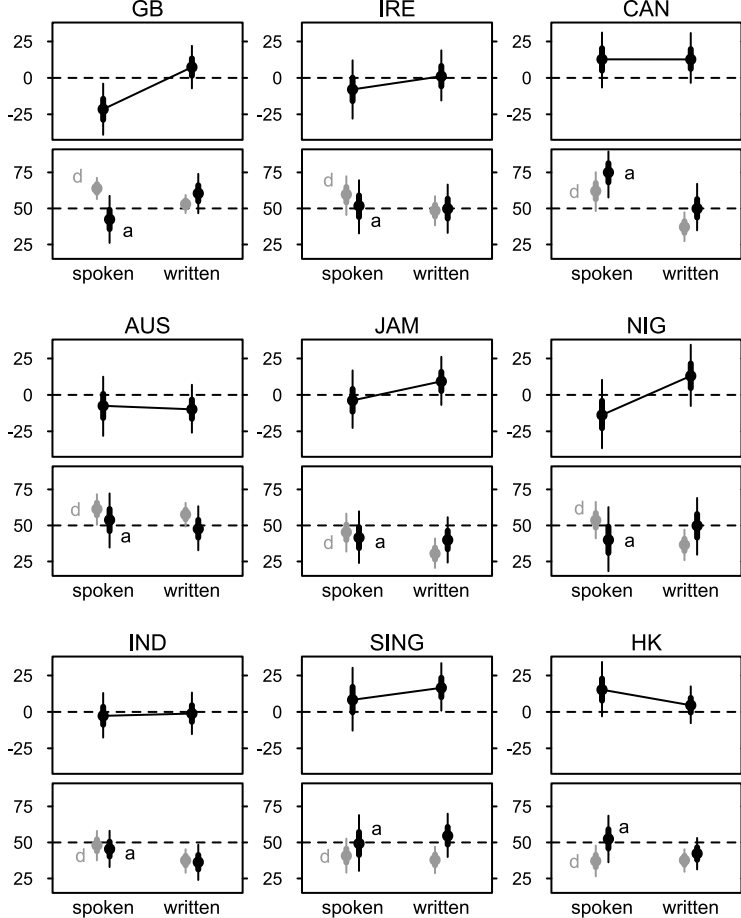 GB IRE CAN
25 25 25
0 0 0
-25 -25 -25
75 75 75
d d d a
50 50 50
a a
25 25 25
spoken written spoken written spoken written
AUS JAM NIG
25 25 25
0 0 0
-25 -25 -25
75 75 75
d d
50 50 50
a d a a
25 25 25
spoken written spoken written spoken written
IND SING HK
25 25 25
0 0 0
-25 -25 -25
75 75 75
a a
50 50 50
d a d d
25 25 25
spoken written spoken written spoken written